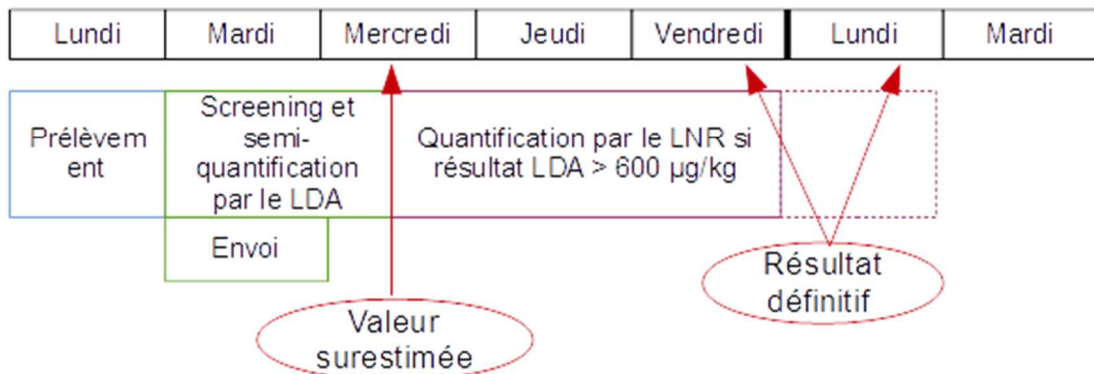 Lundi Mardi Mercredi Jeudi Vendredi Lundi Mardi
Prélèvem
ent
Screening et
semi-
quantification
par le LDA
Quantification par le LNR si
résultat LDA > 600 µg/kg
Envoi
Valeur
surestimée
Résultat
définitif